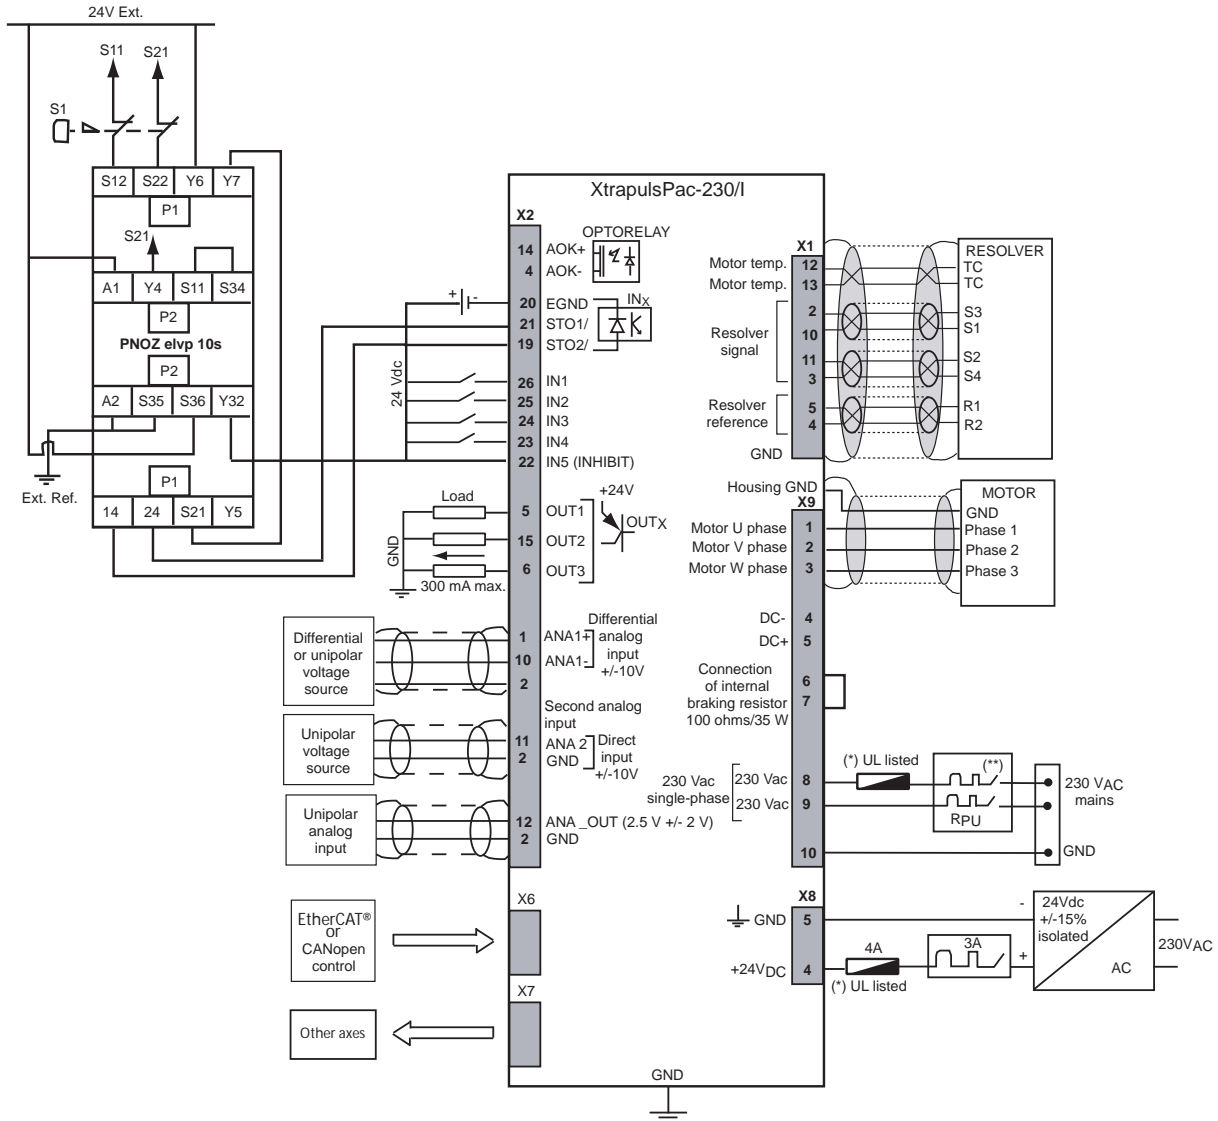 24V Ext.
S11
S21
S1
S12
S22
Y6
Y7
P1
S21
A1
Y4
S11
S34
P2
PNOZ elvp 10s
P2
A2
S35
S36
Y32
Ext. Ref.
P1
14
24
S21
Y5
XtrapulsPac-230/I
X2
OPTORELAY
14 AOK+
4 AOK-
+ -
20 EGND
INX
21 STO1/
19 STO2/
24 Vdc
26 IN1
25 IN2
24 IN3
23 IN4
22 IN5 (INHIBIT)
Load
+24V
5 OUT1
OUTX
15 OUT2
6 OUT3
GND
300 mA max.
Differential
or unipolar
voltage
source
1 ANA1+
10 ANA1-
2
Differential
analog
input
+/-10V
Second analog
input
Unipolar
voltage
source
11 ANA 2
2 GND
Direct
input
+/-10V
Unipolar
analog
input
12 ANA _OUT (2.5 V +/- 2 V)
2 GND
EtherCAT®
or
CANopen
control
X6
X7
Other axes
GND
X1
Motor temp. 12
Motor temp. 13
Resolver
signal
2
10
11
3
Resolver
reference
5
4
GND
RESOLVER
TC
TC
S3
S1
S2
S4
R1
R2
Housing GND
X9
Motor U phase 1
Motor V phase 2
Motor W phase 3
MOTOR
GND
Phase 1
Phase 2
Phase 3
DC- 4
DC+ 5
Connection
of internal
braking resistor
100 ohms/35 W
6
7
230 Vac
single-phase
230 Vac 8
230 Vac 9
10
(*) UL listed
(**)
RPU
230 VAC
mains
GND
X8
GND 5
+24VDC 4
4A
(*) UL listed
3A
-
+
24Vdc
+/-15%
isolated
AC
230VAC